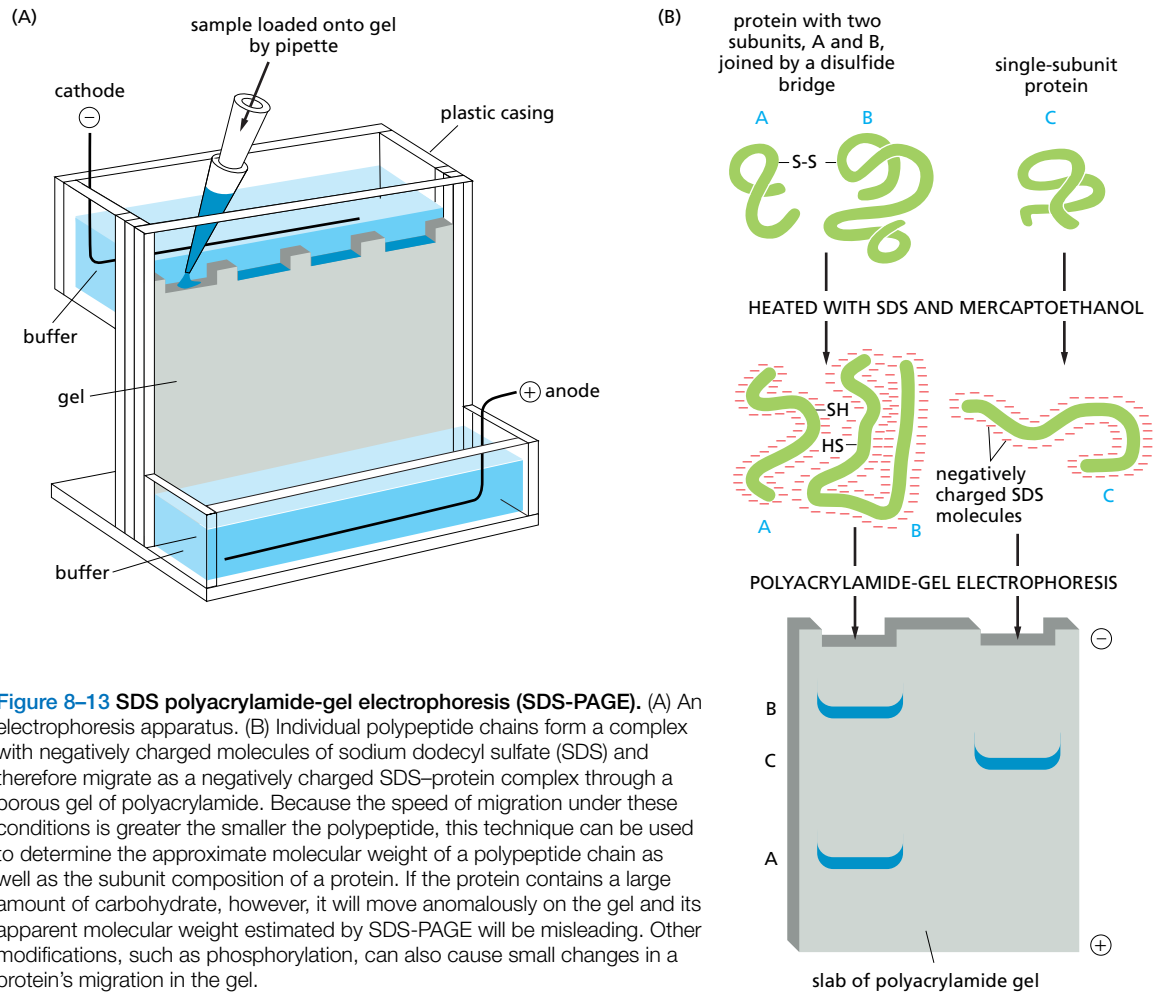 (A)
sample loaded onto gel
by pipette
cathode
−
plastic casing
buffer
gel
+ anode
buffer
(B)
protein with two
subunits, A and B,
joined by a disulfide
bridge
single-subunit
protein
A
B
C
S-S
HEATED WITH SDS AND MERCAPTOETHANOL
SH
HS
negatively
charged SDS
molecules
A
B
C
POLYACRYLAMIDE-GEL ELECTROPHORESIS
−
B
C
A
+
slab of polyacrylamide gel
Figure 8–13 SDS polyacrylamide-gel electrophoresis (SDS-PAGE). (A) An
electrophoresis apparatus. (B) Individual polypeptide chains form a complex
with negatively charged molecules of sodium dodecyl sulfate (SDS) and
therefore migrate as a negatively charged SDS–protein complex through a
porous gel of polyacrylamide. Because the speed of migration under these
conditions is greater the smaller the polypeptide, this technique can be used
to determine the approximate molecular weight of a polypeptide chain as
well as the subunit composition of a protein. If the protein contains a large
amount of carbohydrate, however, it will move anomalously on the gel and its
apparent molecular weight estimated by SDS-PAGE will be misleading. Other
modifications, such as phosphorylation, can also cause small changes in a
protein’s migration in the gel.